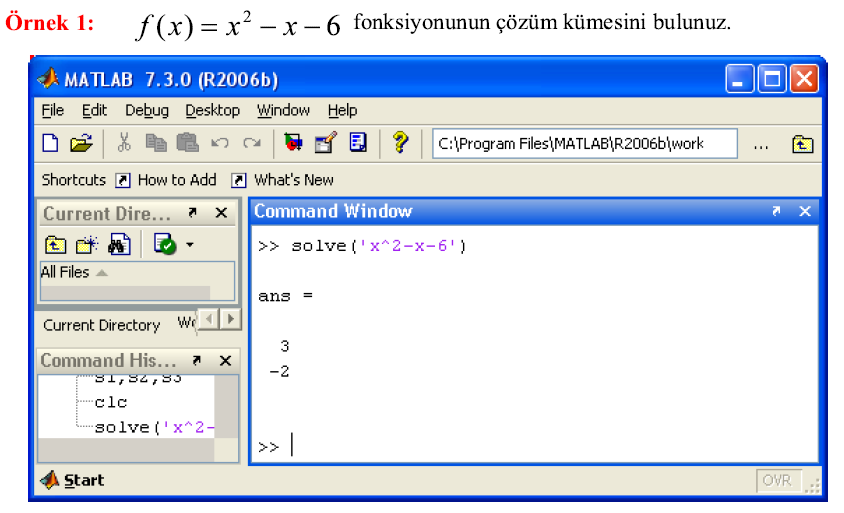 Örnek 1: f(x) = x² − x − 6 fonksiyonunun çözüm kümesini bulunuz.
MATLAB 7.3.0 (R2006b)
File Edit Debug Desktop Window Help
C:\Program Files\MATLAB\R2006b\work ...
Shortcuts How to Add What's New
Current Dire...
All Files
Current Directory
Command His...
s1,s2,s3
clc
solve('x^2-
Command Window
>> solve('x^2-x-6')
ans =
3
-2
>>
Start
OVR